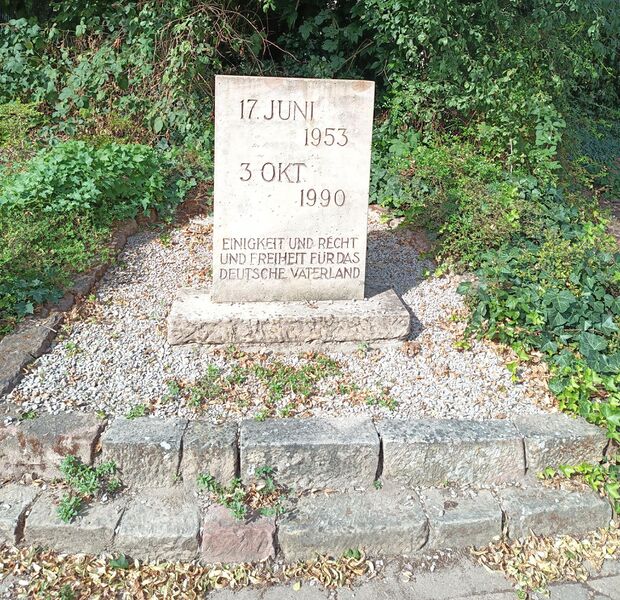 17. JUNI
1953
3 OKT
1990
EINIGKEIT UND RECHT
UND FREIHEIT FÜR DAS
DEUTSCHE VATERLAND